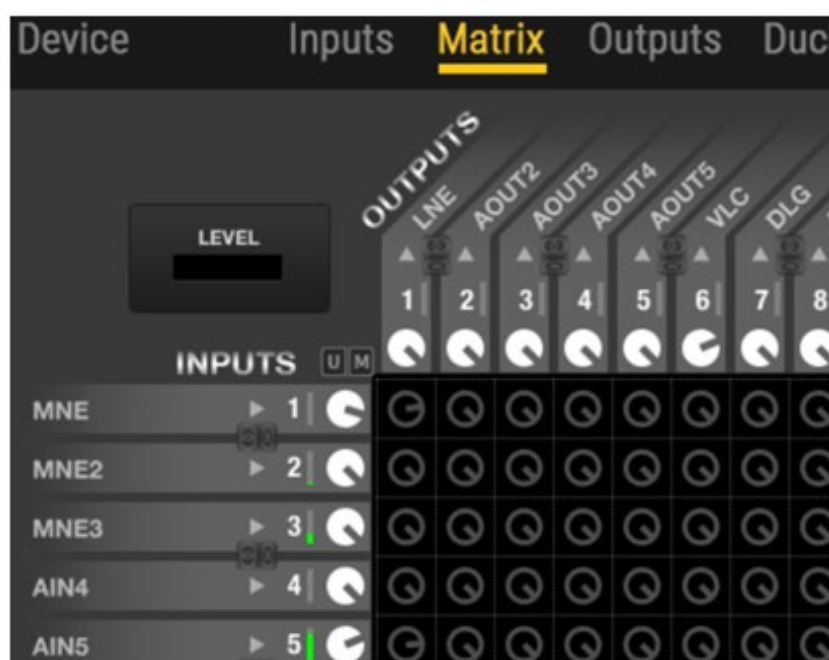 Device Inputs Matrix Outputs Duc
OUTPUTS
LNE AOUT2 AOUT3 AOUT4 AOUT5 VLC DLG
LEVEL
1 2 3 4 5 6 7 8
INPUTS U M
MNE 1
MNE2 2
MNE3 3
AIN4 4
AIN5 5